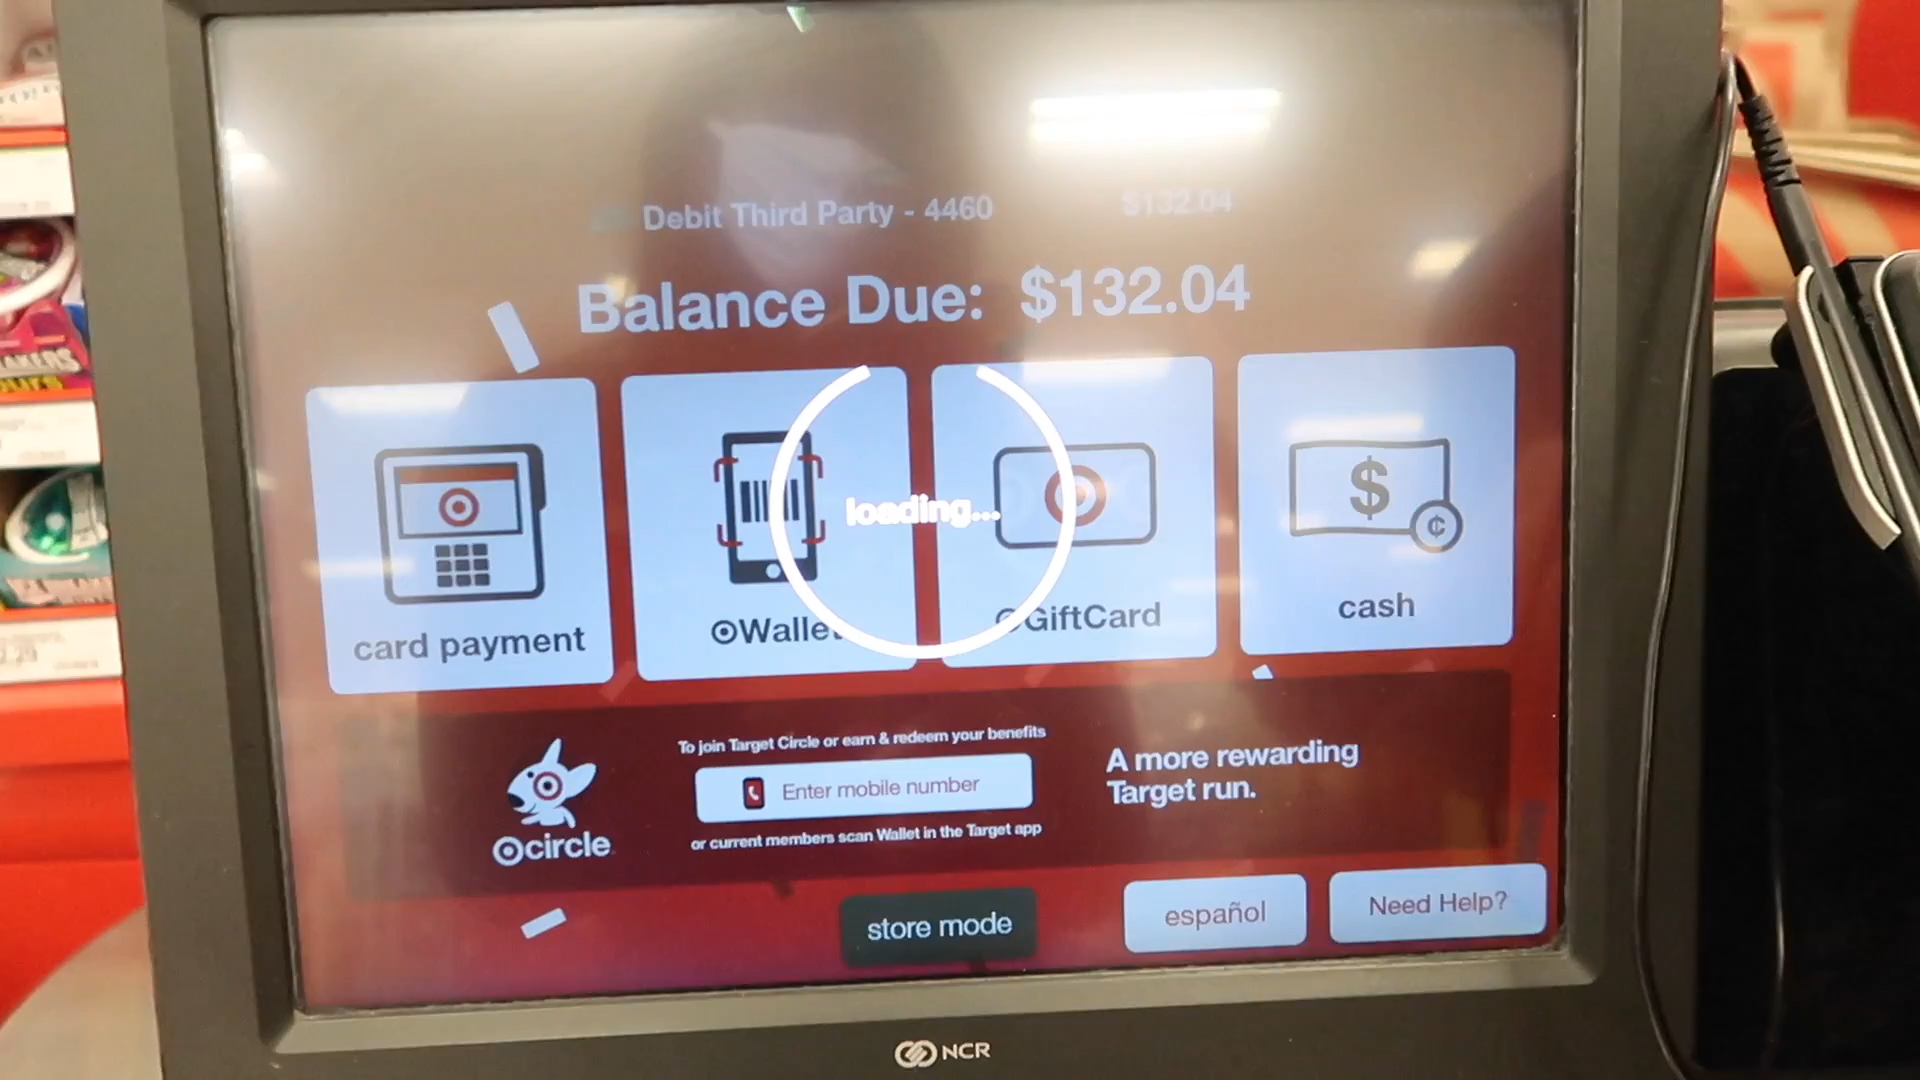 Debit Third Party - 4460 $132.04
Balance Due: $132.04
loading...
card payment
Wallet
GiftCard
$
¢
cash
To join Target Circle or earn & redeem your benefits
Enter mobile number
or current members scan Wallet in the Target app
circle
A more rewarding
Target run.
store mode
español
Need Help?
NCR